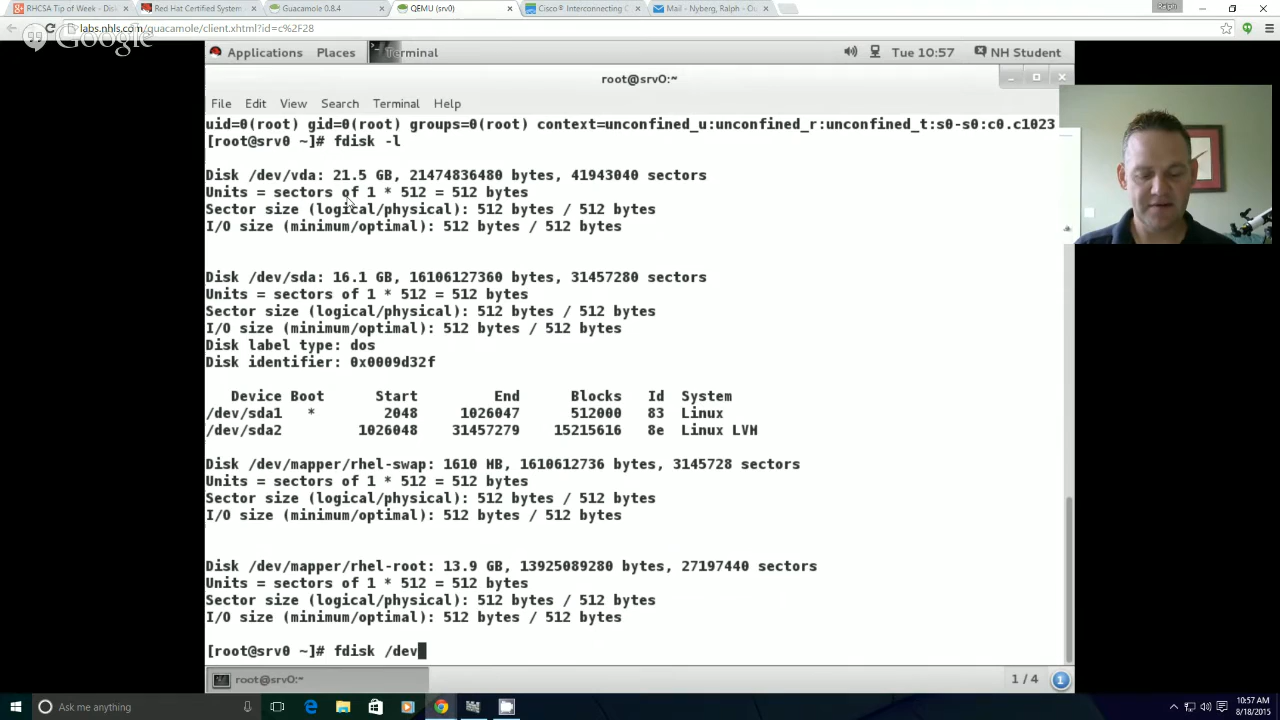 RHCSA Tip of Week - Dis
Red Hat Certified System
Guacamole 0.8.4
QEMU (srv0)
Cisco® Interconnecting C
Mail - Nyberg, Ralph - Ou
Ralph
labs.nhls.com/guacamole/client.xhtml?id=c%2F28
Google
Applications Places Terminal Tue 10:57 NH Student
root@srv0:~
File Edit View Search Terminal Help
uid=0(root) gid=0(root) groups=0(root) context=unconfined_u:unconfined_r:unconfined_t:s0-s0:c0.c1023
[root@srv0 ~]# fdisk -l
Disk /dev/vda: 21.5 GB, 21474836480 bytes, 41943040 sectors
Units = sectors of 1 * 512 = 512 bytes
Sector size (logical/physical): 512 bytes / 512 bytes
I/O size (minimum/optimal): 512 bytes / 512 bytes
Disk /dev/sda: 16.1 GB, 16106127360 bytes, 31457280 sectors
Units = sectors of 1 * 512 = 512 bytes
Sector size (logical/physical): 512 bytes / 512 bytes
I/O size (minimum/optimal): 512 bytes / 512 bytes
Disk label type: dos
Disk identifier: 0x0009d32f
Device Boot Start End Blocks Id System
/dev/sda1 * 2048 1026047 512000 83 Linux
/dev/sda2 1026048 31457279 15215616 8e Linux LVM
Disk /dev/mapper/rhel-swap: 1610 MB, 1610612736 bytes, 3145728 sectors
Units = sectors of 1 * 512 = 512 bytes
Sector size (logical/physical): 512 bytes / 512 bytes
I/O size (minimum/optimal): 512 bytes / 512 bytes
Disk /dev/mapper/rhel-root: 13.9 GB, 13925089280 bytes, 27197440 sectors
Units = sectors of 1 * 512 = 512 bytes
Sector size (logical/physical): 512 bytes / 512 bytes
I/O size (minimum/optimal): 512 bytes / 512 bytes
[root@srv0 ~]# fdisk /dev
root@srv0:~ 1 / 4 1
Ask me anything
10:57 AM
8/18/2015